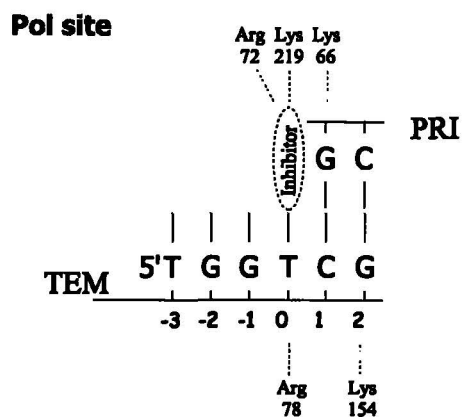 Pol site
Arg Lys Lys
72 219 66
PRI
Inhibitor
G C
5'T G G T C G
TEM
-3 -2 -1 0 1 2
Arg Lys
78 154